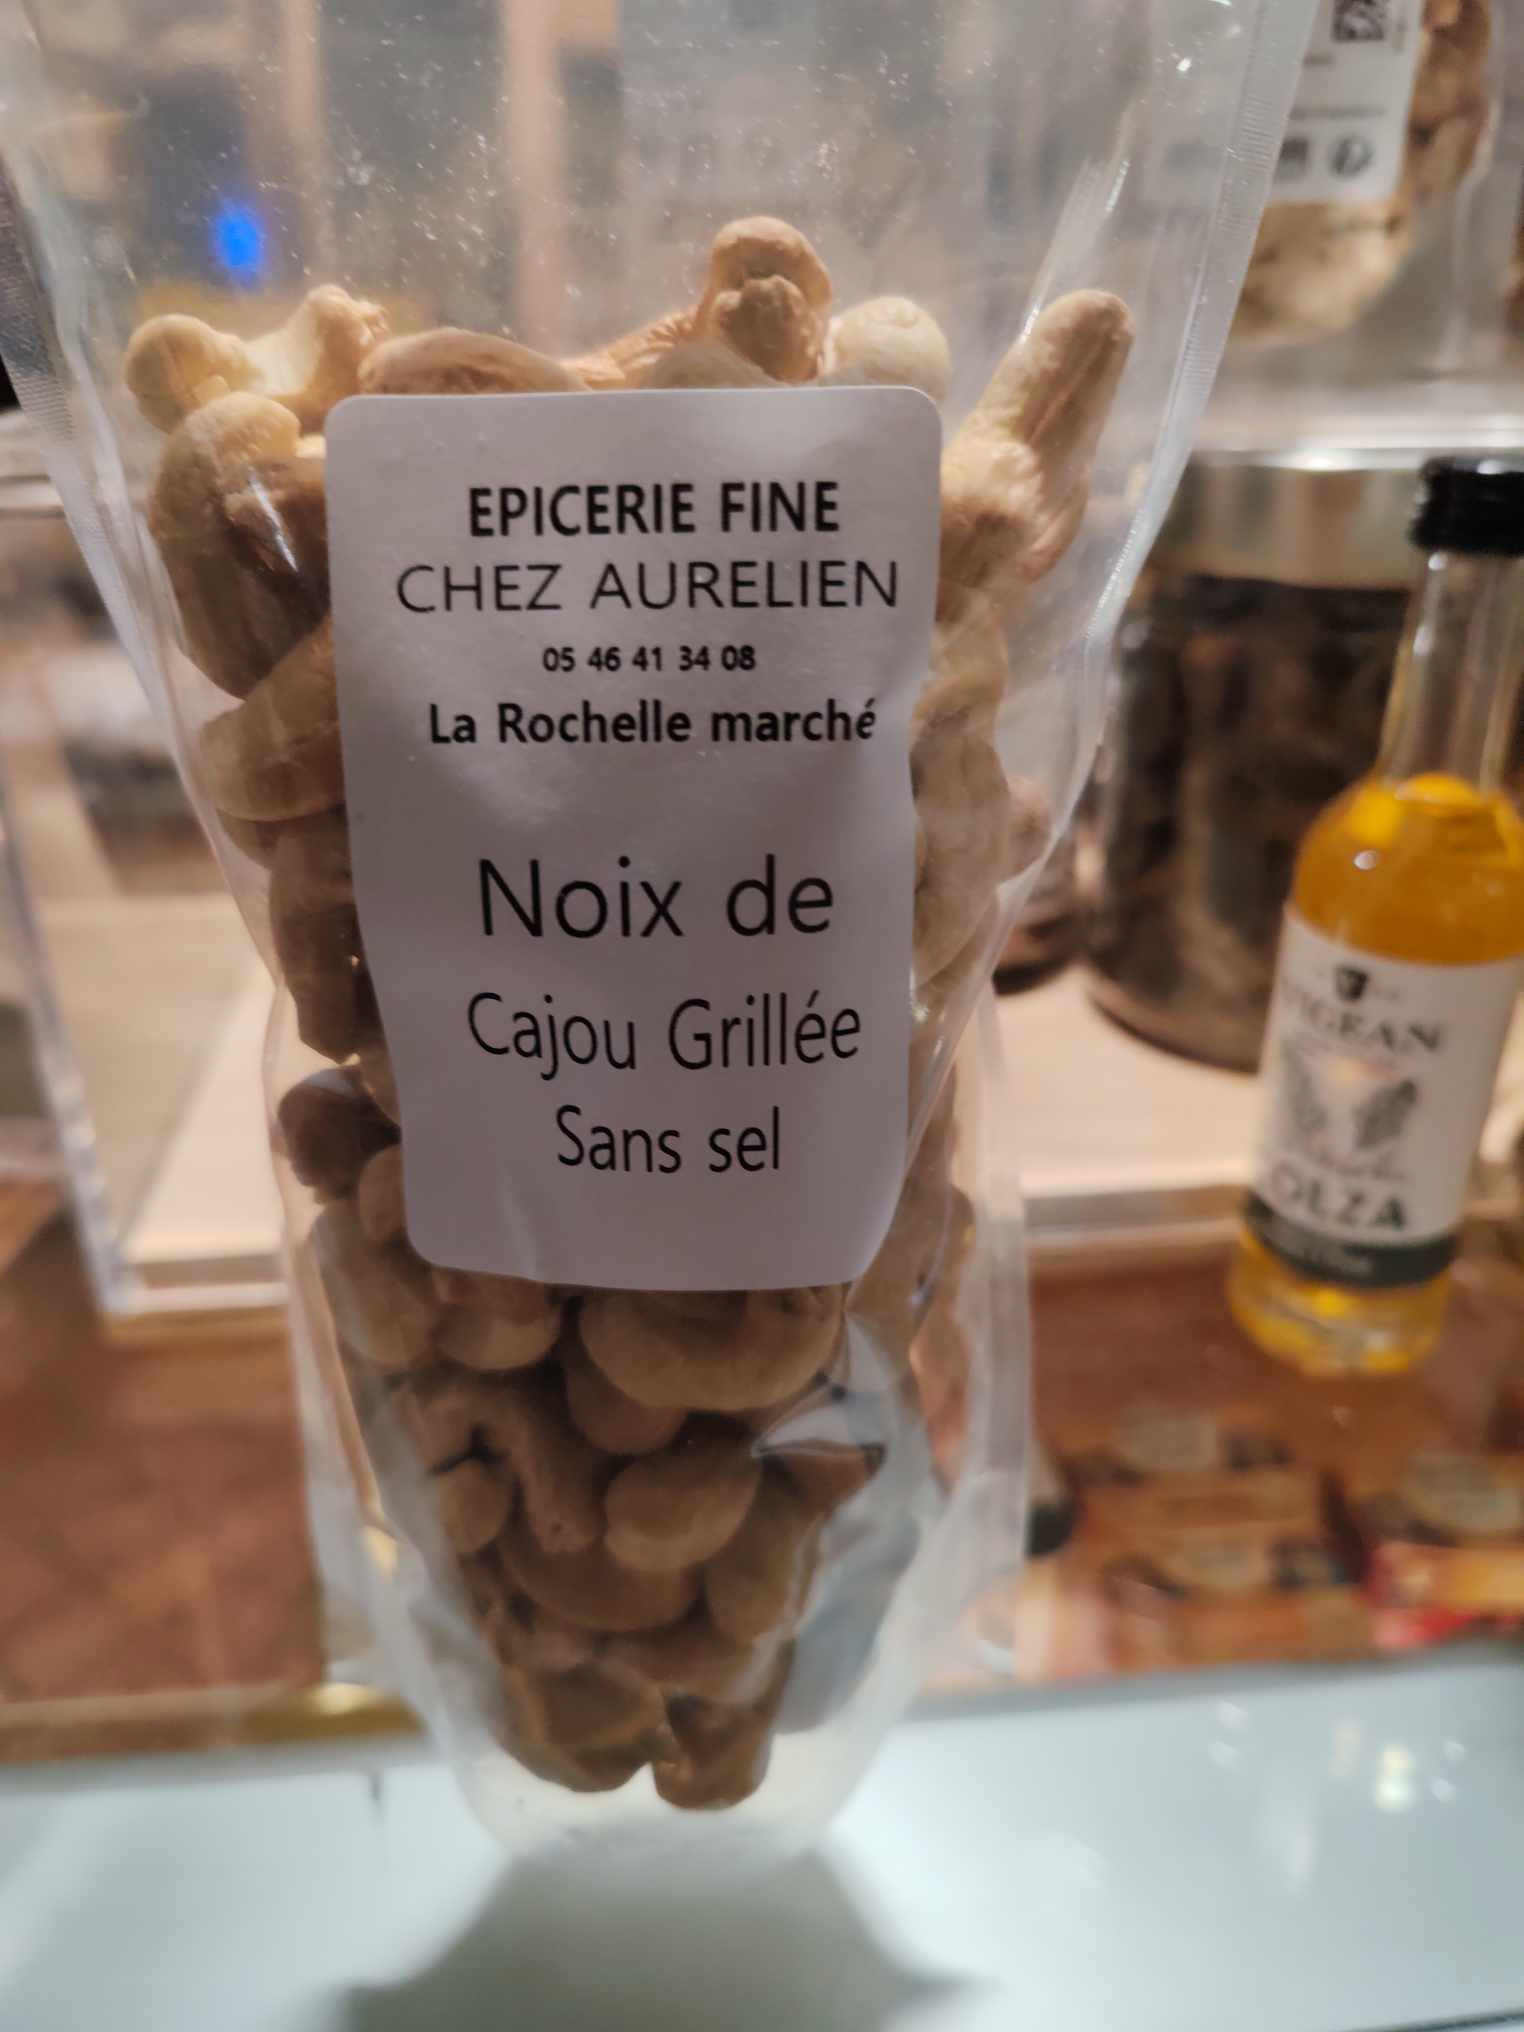 EPICERIE FINE
CHEZ AURELIEN
05 46 41 34 08
La Rochelle marché
Noix de
Cajou Grillée
Sans sel